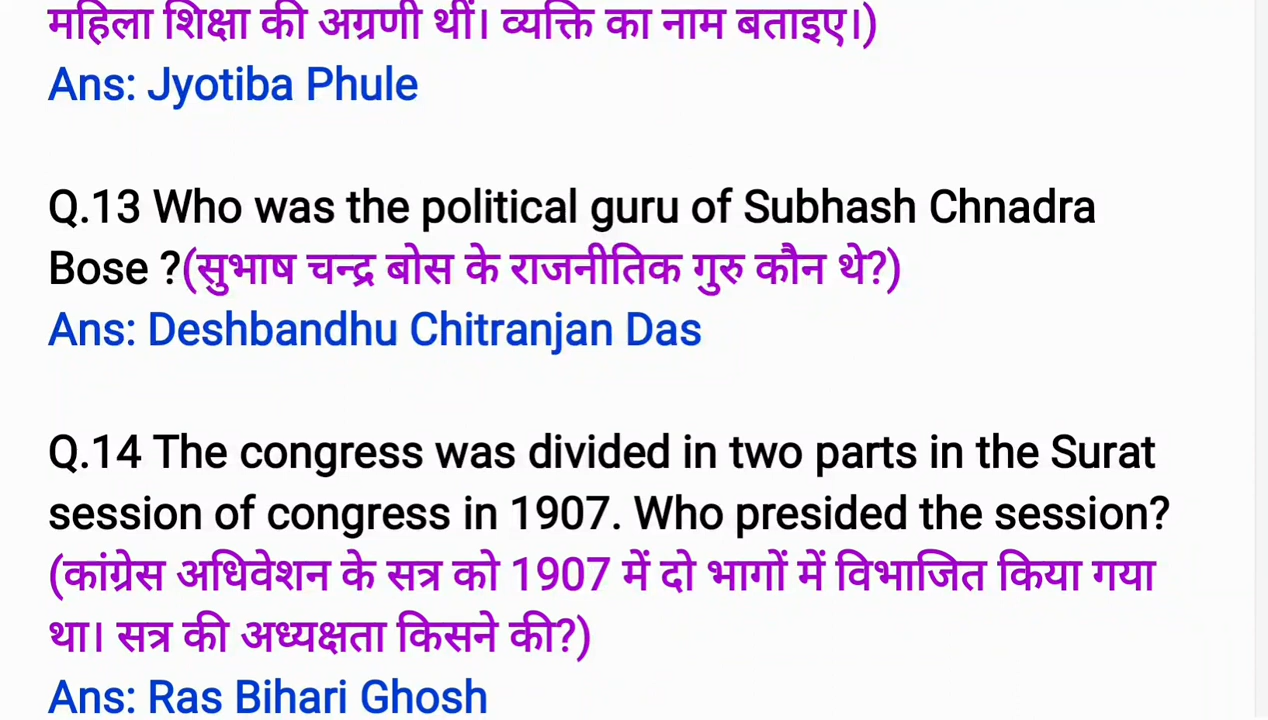 महिला शिक्षा की अग्रणी थीं। व्यक्ति का नाम बताइए।)
Ans: Jyotiba Phule
Q.13 Who was the political guru of Subhash Chnadra
Bose ?(सुभाष चन्द्र बोस के राजनीतिक गुरु कौन थे?)
Ans: Deshbandhu Chitranjan Das
Q.14 The congress was divided in two parts in the Surat
session of congress in 1907. Who presided the session?
(कांग्रेस अधिवेशन के सत्र को 1907 में दो भागों में विभाजित किया गया
था। सत्र की अध्यक्षता किसने की?)
Ans: Ras Bihari Ghosh